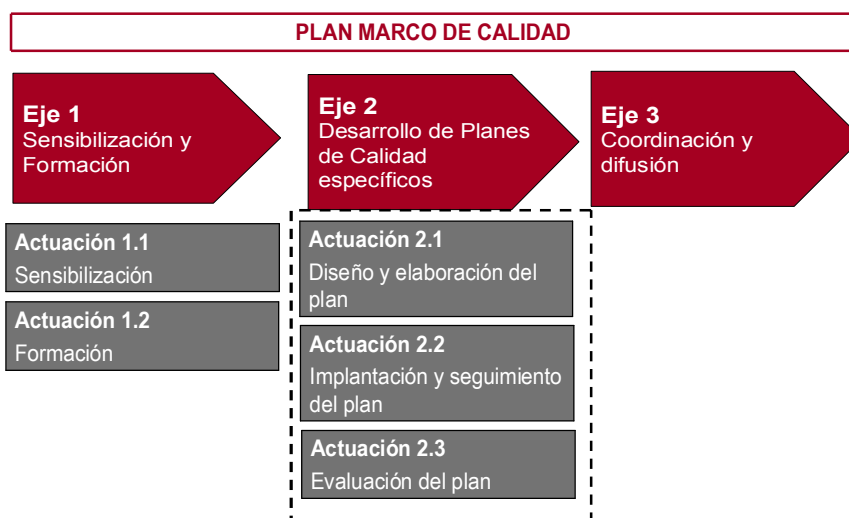 PLAN MARCO DE CALIDAD
Eje 1
Sensibilización y
Formación
Eje 2
Desarrollo de Planes
de Calidad
específicos
Eje 3
Coordinación y
difusión
Actuación 1.1
Sensibilización
Actuación 1.2
Formación
Actuación 2.1
Diseño y elaboración del
plan
Actuación 2.2
Implantación y seguimiento
del plan
Actuación 2.3
Evaluación del plan